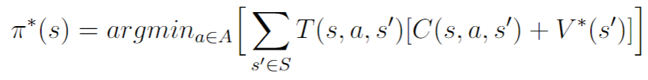 π*(s) = argmin_{a∈A} [ ∑_{s′∈S} T(s, a, s′)[C(s, a, s′) + V*(s′)] ]